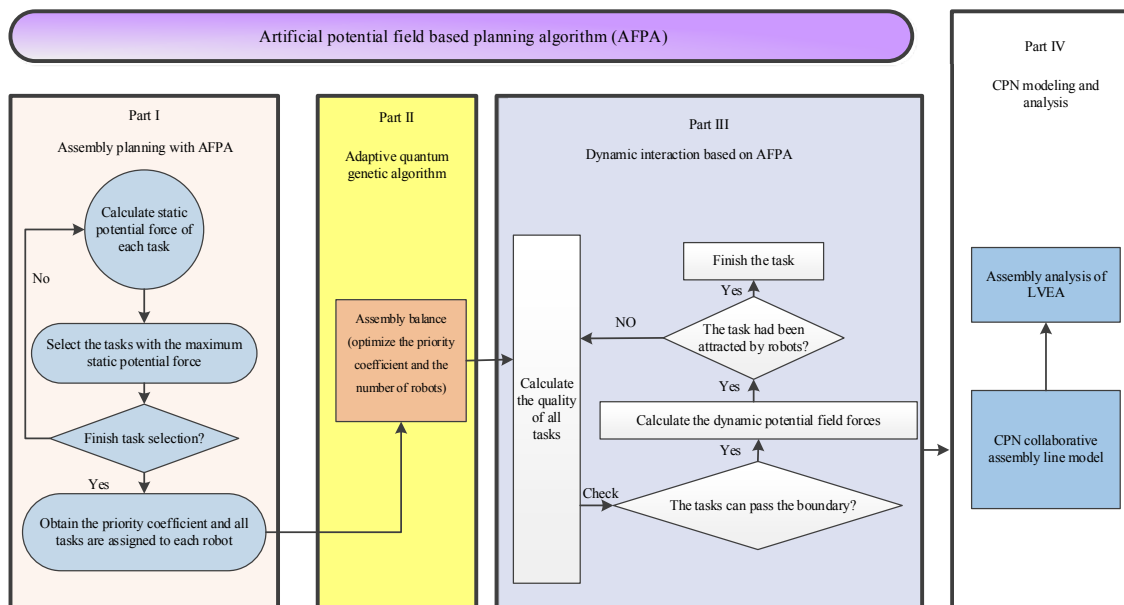 Artificial potential field based planning algorithm (AFPA)
Part I
Assembly planning with AFPA
Calculate static
potential force of
each task
No
Select the tasks with the maximum
static potential force
Finish task selection?
Yes
Obtain the priority coefficient and all
tasks are assigned to each robot
Part II
Adaptive quantum
genetic algorithm
Assembly balance
(optimize the priority
coefficient and the
number of robots)
Part III
Dynamic interaction based on AFPA
Finish the task
Yes
NO
The task had been
attracted by robots?
Yes
Calculate
the quality
of all
tasks
Calculate the dynamic potential field forces
Yes
Check
The tasks can pass the boundary?
Part IV
CPN modeling and
analysis
Assembly analysis of
LVEA
CPN collaborative
assembly line model